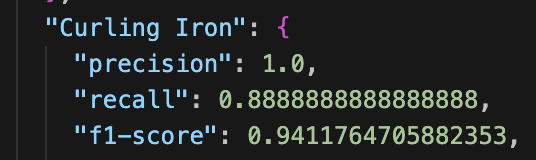 "Curling Iron": {
"precision": 1.0,
"recall": 0.8888888888888888,
"f1-score": 0.9411764705882353,